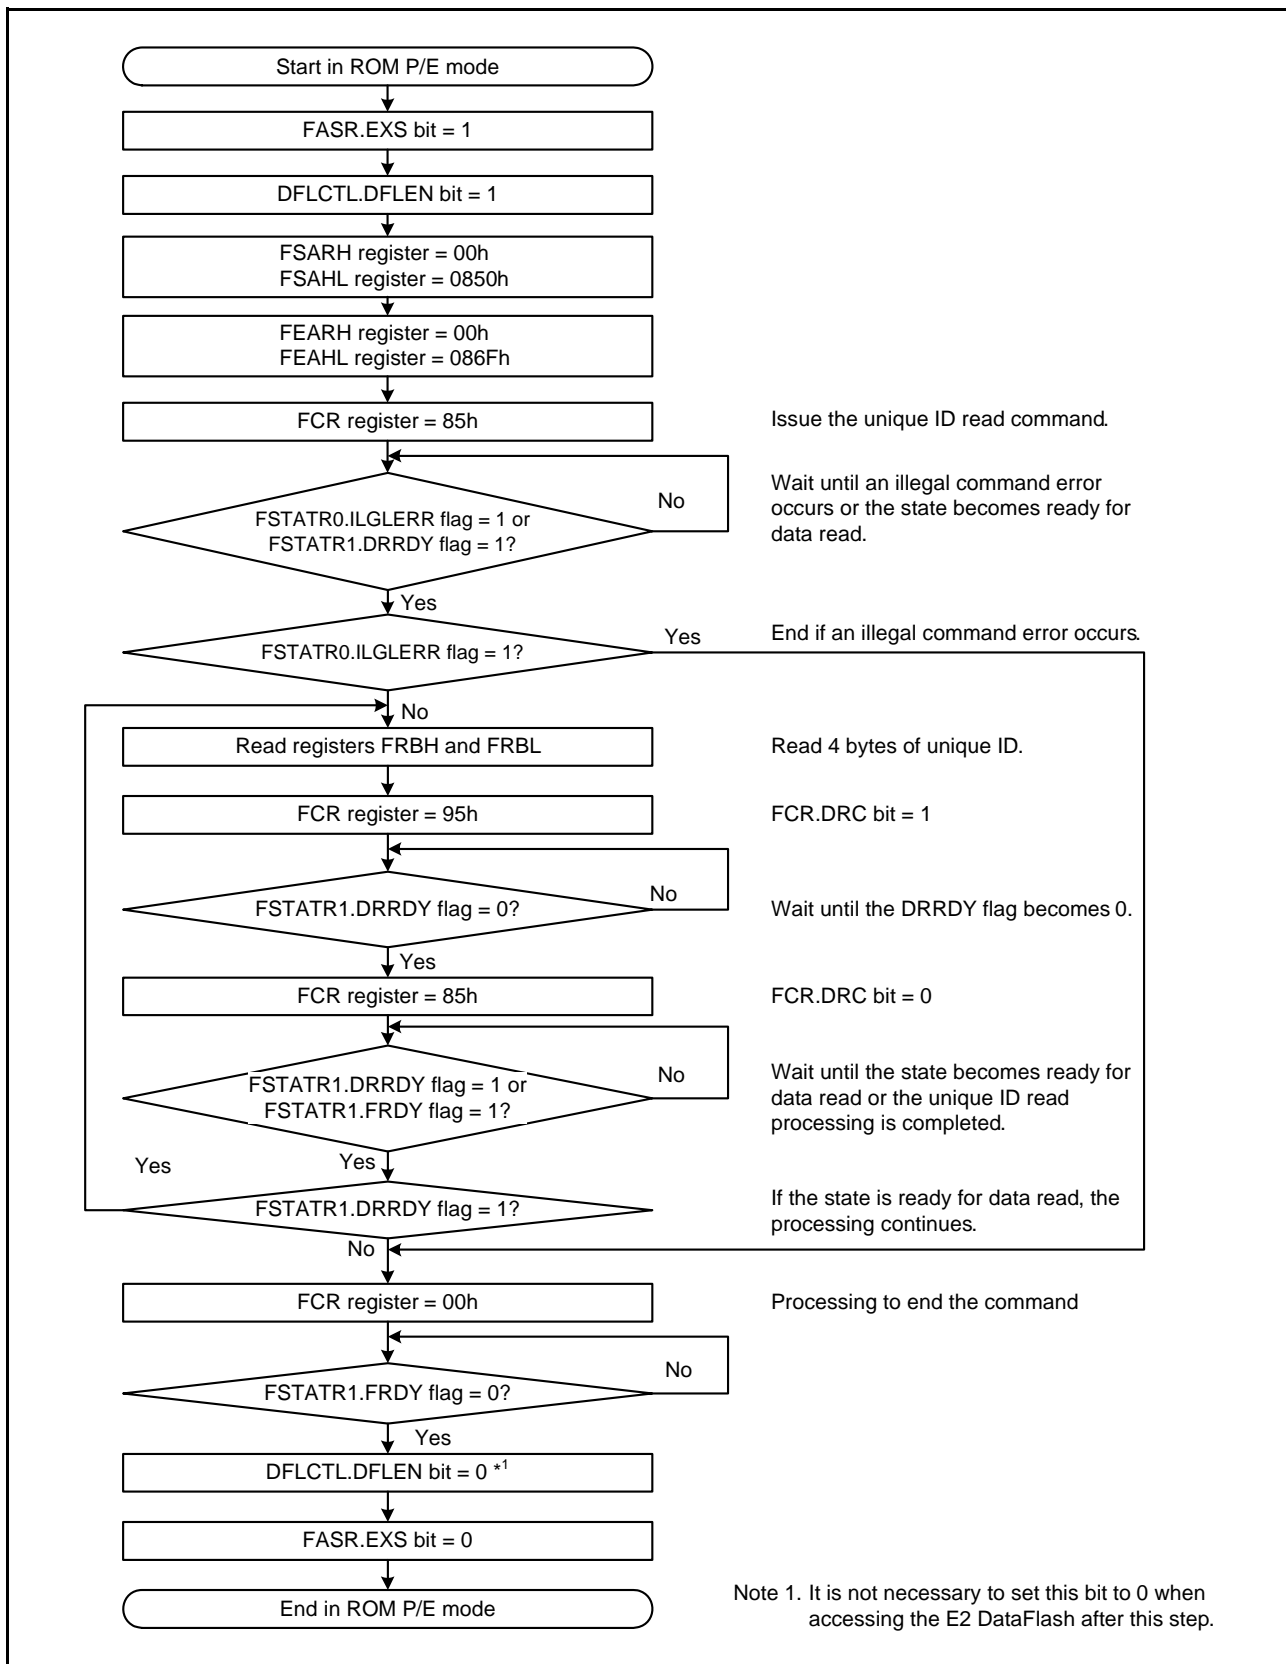 Start in ROM P/E mode
FASR.EXS bit = 1
DFLCTL.DFLEN bit = 1
FSARH register = 00h
FSAHL register = 0850h
FEARH register = 00h
FEAHL register = 086Fh
FCR register = 85h
Issue the unique ID read command.
No
FSTATR0.ILGLERR flag = 1 or
FSTATR1.DRRDY flag = 1?
Wait until an illegal command error
occurs or the state becomes ready for
data read.
Yes
FSTATR0.ILGLERR flag = 1?
Yes
End if an illegal command error occurs.
No
Read registers FRBH and FRBL
Read 4 bytes of unique ID.
FCR register = 95h
FCR.DRC bit = 1
No
FSTATR1.DRRDY flag = 0?
Wait until the DRRDY flag becomes 0.
Yes
FCR register = 85h
FCR.DRC bit = 0
No
FSTATR1.DRRDY flag = 1 or
FSTATR1.FRDY flag = 1?
Wait until the state becomes ready for
data read or the unique ID read
processing is completed.
Yes
Yes
FSTATR1.DRRDY flag = 1?
If the state is ready for data read, the
processing continues.
No
FCR register = 00h
Processing to end the command
No
FSTATR1.FRDY flag = 0?
Yes
DFLCTL.DFLEN bit = 0 *1
FASR.EXS bit = 0
End in ROM P/E mode
Note 1. It is not necessary to set this bit to 0 when
accessing the E2 DataFlash after this step.